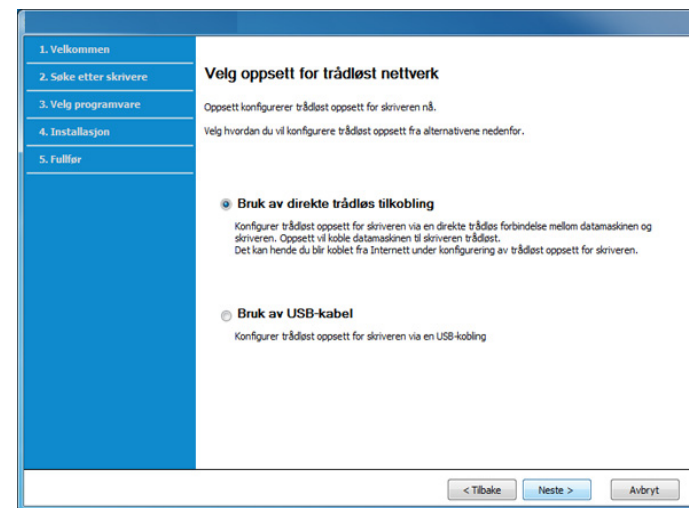 1. Velkommen
2. Søke etter skrivere
3. Velg programvare
4. Installasjon
5. Fullfør
Velg oppsett for trådløst nettverk
Oppsett konfigurerer trådløst oppsett for skriveren nå.
Velg hvordan du vil konfigurere trådløst oppsett fra alternativene nedenfor.
Bruk av direkte trådløs tilkobling
Konfigurer trådløst oppsett for skriveren via en direkte trådløs forbindelse mellom datamaskinen og
skriveren. Oppsett vil koble datamaskinen til skriveren trådløst.
Det kan hende du blir koblet fra Internett under konfigurering av trådløst oppsett for skriveren.
Bruk av USB-kabel
Konfigurer trådløst oppsett for skriveren via en USB-kobling
< Tilbake
Neste >
Avbryt